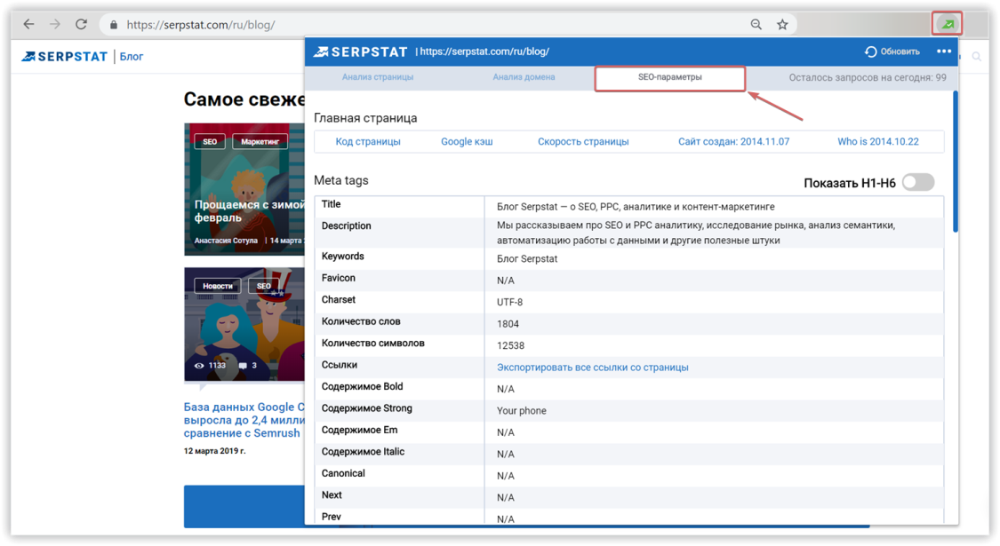 https://serpstat.com/ru/blog/
SERPSTAT | Блог
SERPSTAT | https://serpstat.com/ru/blog/
Обновить
Анализ страницы
Анализ домена
SEO-параметры
Осталось запросов на сегодня: 99
Самое свеже
SEO
Маркетинг
Прощаемся с зимой
февраль
Анастасия Сотула | 14 марта
Новости
SEO
1133
3
База данных Google
выросла до 2,4
сравнение с Semrush
12 марта 2019 г.
Главная страница
Код страницы
Google кэш
Скорость страницы
Сайт создан: 2014.11.07
Who is 2014.10.22
Meta tags
Показать H1-H6
Title
Блог Serpstat — о SEO, PPC, аналитике и контент-маркетинге
Description
Мы рассказываем про SEO и PPC аналитику, исследование рынка, анализ семантики,
автоматизацию работы с данными и другие полезные штуки
Keywords
Блог Serpstat
Favicon
N/A
Charset
UTF-8
Количество слов
1804
Количество символов
12538
Ссылки
Экспортировать все ссылки со страницы
Содержимое Bold
N/A
Содержимое Strong
Your phone
Содержимое Em
N/A
Содержимое Italic
N/A
Canonical
N/A
Next
N/A
Prev
N/A